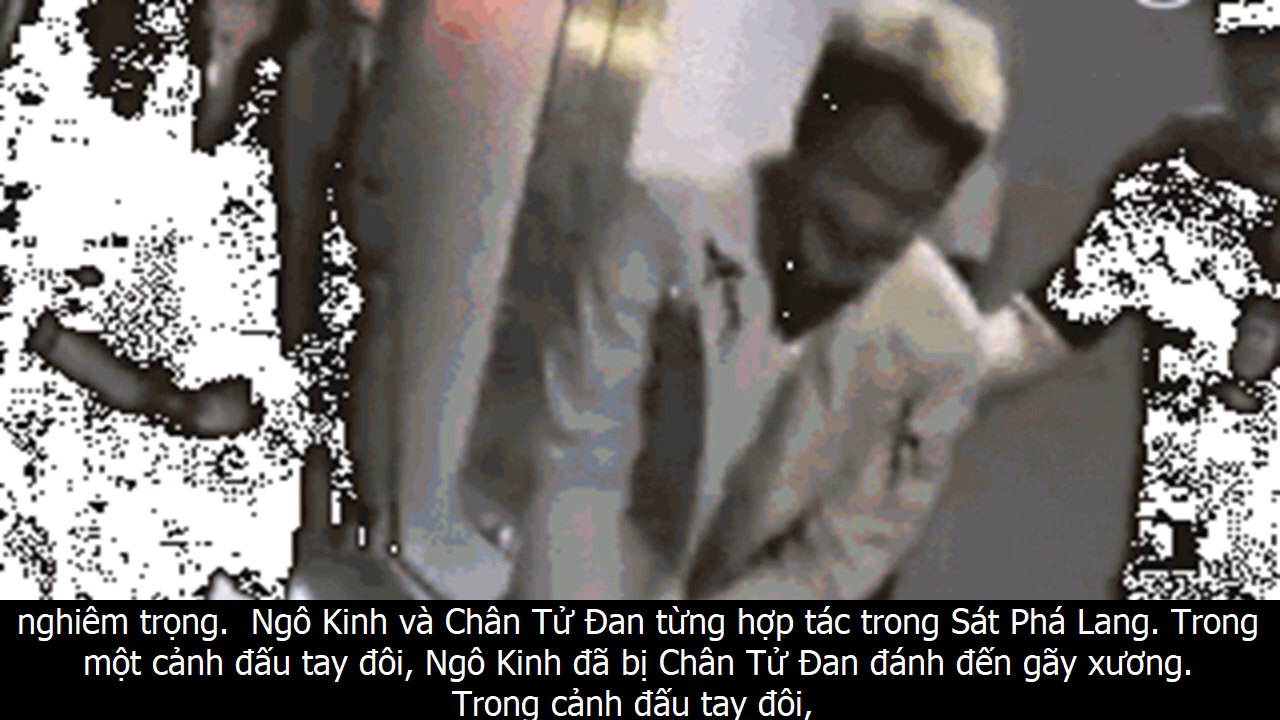 nghiêm trọng.  Ngô Kinh và Chân Tử Đan từng hợp tác trong Sát Phá Lang. Trong
một cảnh đấu tay đôi, Ngô Kinh đã bị Chân Tử Đan đánh đến gãy xương.
Trong cảnh đấu tay đôi,